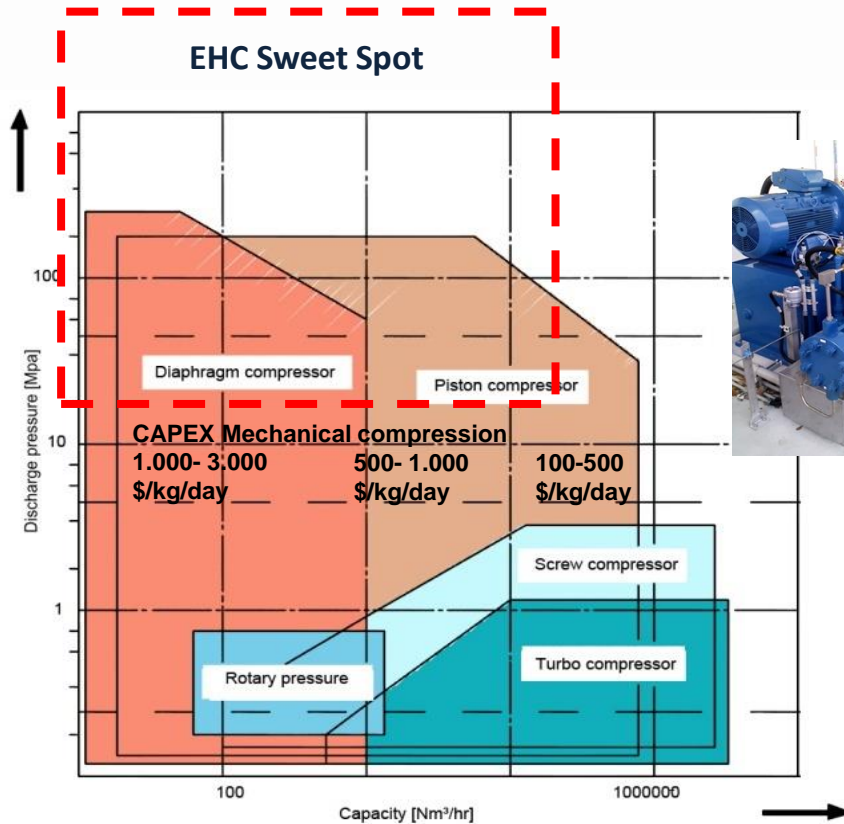 EHC Sweet Spot
100
Diaphragm compressor
Piston compressor
CAPEX Mechanical compression
1.000- 3.000
$/kg/day
500- 1.000
$/kg/day
100-500
$/kg/day
10
Discharge pressure [Mpa]
Screw compressor
1
Rotary pressure
Turbo compressor
100
1000000
Capacity [Nm³/hr]